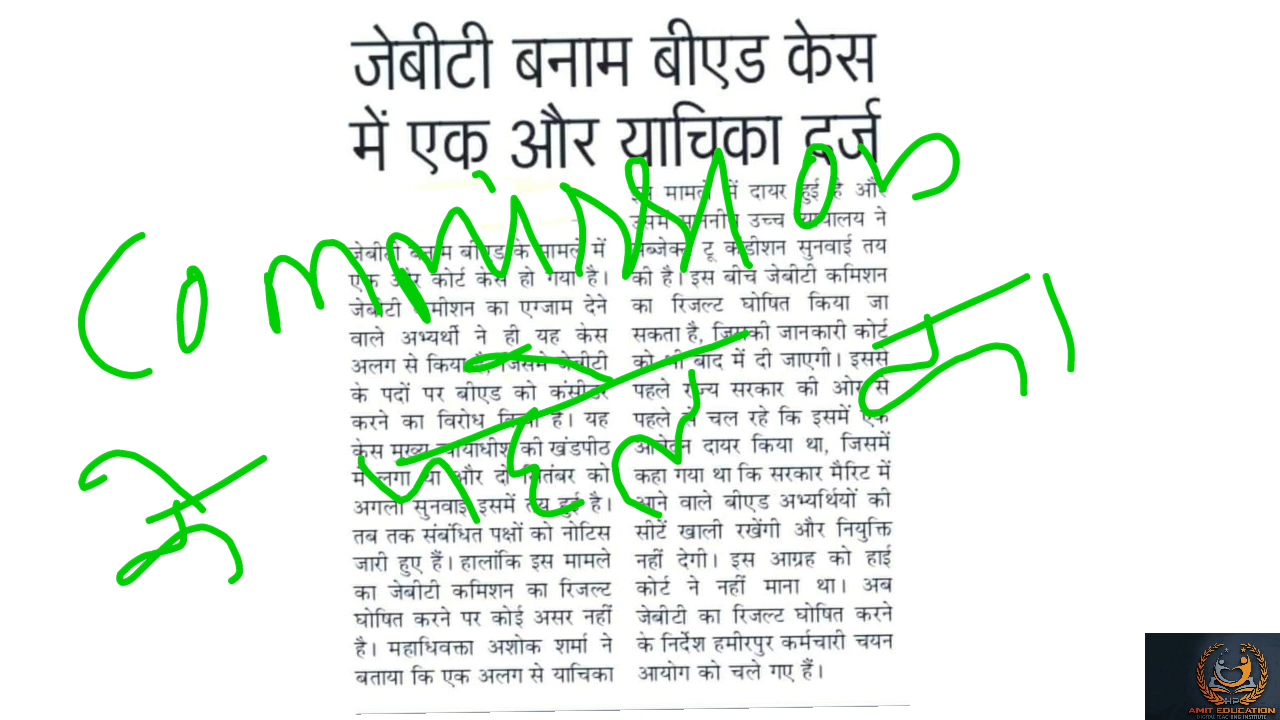 जेबीटी बनाम बीएड केस
में एक और याचिका दर्ज
जेबीटी बनाम बीएड के मामले में
एक और कोर्ट केस हो गया है।
जेबीटी कमीशन का एग्जाम देने
वाले अभ्यर्थी ने ही यह केस
अलग से किया है, जिसमें जेबीटी
के पदों पर बीएड को कंसीडर
करने का विरोध किया है। यह
केस मुख्य न्यायाधीश की खंडपीठ
में लगा था और दो सितंबर को
अगली सुनवाई इसमें तय हुई है।
तब तक संबंधित पक्षों को नोटिस
जारी हुए हैं। हालांकि इस मामले
का जेबीटी कमिशन का रिजल्ट
घोषित करने पर कोई असर नहीं
है। महाधिवक्ता अशोक शर्मा ने
बताया कि एक अलग से याचिका
इस मामले में दायर हुई है और
उसमें माननीय उच्च न्यायालय ने
सब्जेक्ट टू कंडीशन सुनवाई तय
की है। इस बीच जेबीटी कमिशन
का रिजल्ट घोषित किया जा
सकता है, जिसकी जानकारी कोर्ट
को भी बाद में दी जाएगी। इससे
पहले राज्य सरकार की ओर से
पहले से चल रहे कि इसमें एक
आवेदन दायर किया था, जिसमें
कहा गया था कि सरकार मैरिट में
आने वाले बीएड अभ्यर्थियों की
सीटें खाली रखेंगी और नियुक्ति
नहीं देगी। इस आग्रह को हाई
कोर्ट ने नहीं माना था। अब
जेबीटी का रिजल्ट घोषित करने
के निर्देश हमीरपुर कर्मचारी चयन
आयोग को चले गए हैं।
Commission
HP
AMIT EDUCATION
DIGITAL TEACHING INSTITUTE